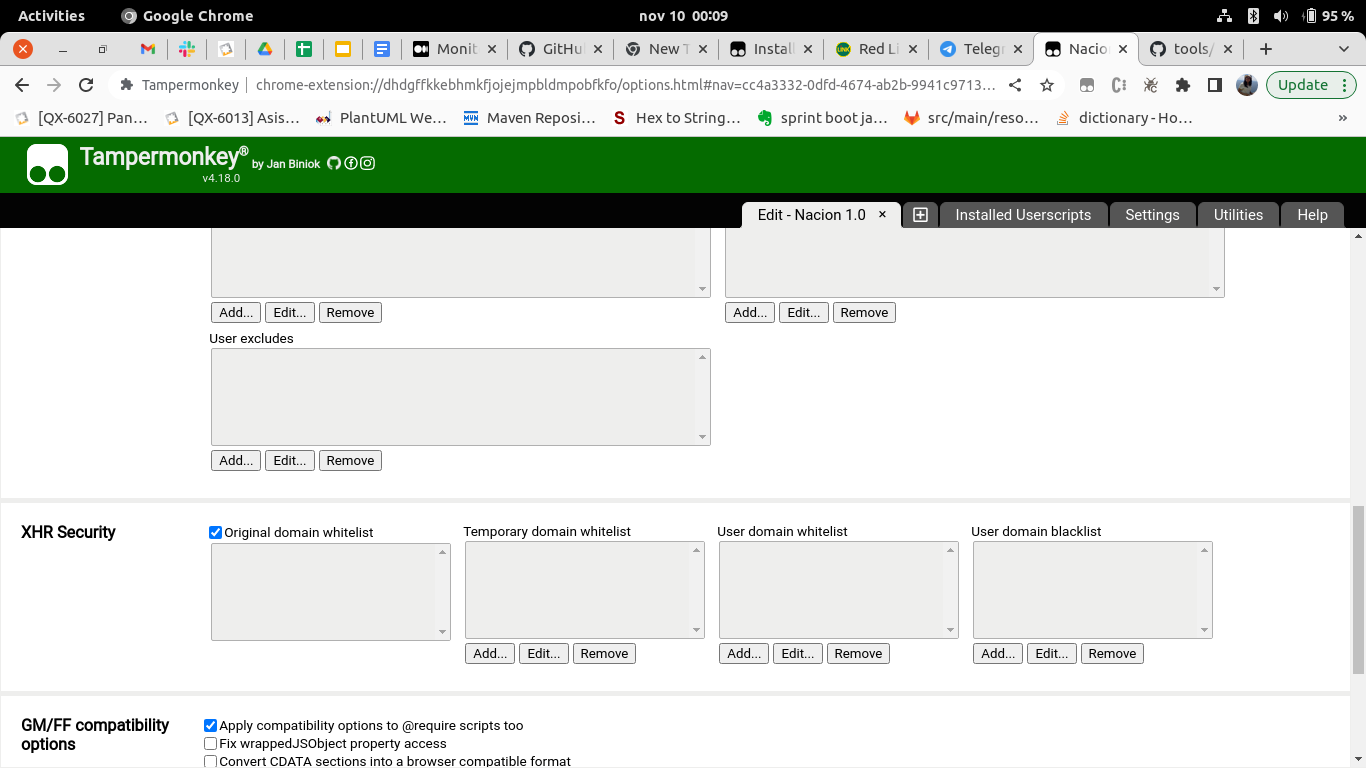 Activities Google Chrome nov 10 00:09 95 %
Monit GitHu New T Install Red Li Telegr Nacio tools/
Tampermonkey chrome-extension://dhdgffkkebhmkfjojejmpbldmpobfkfo/options.html#nav=cc4a3332-0dfd-4674-ab2b-9941c9713... Update
[QX-6027] Pan... [QX-6013] Asis... PlantUML We... Maven Reposi... Hex to String... sprint boot ja... src/main/reso... dictionary - Ho... »
Tampermonkey® by Jan Biniok
v4.18.0
Edit - Nacion 1.0 × Installed Userscripts Settings Utilities Help
Add... Edit... Remove Add... Edit... Remove
User excludes
Add... Edit... Remove
XHR Security Original domain whitelist Temporary domain whitelist User domain whitelist User domain blacklist
Add... Edit... Remove Add... Edit... Remove Add... Edit... Remove
GM/FF compatibility options Apply compatibility options to @require scripts too
Fix wrappedJSObject property access
Convert CDATA sections into a browser compatible format